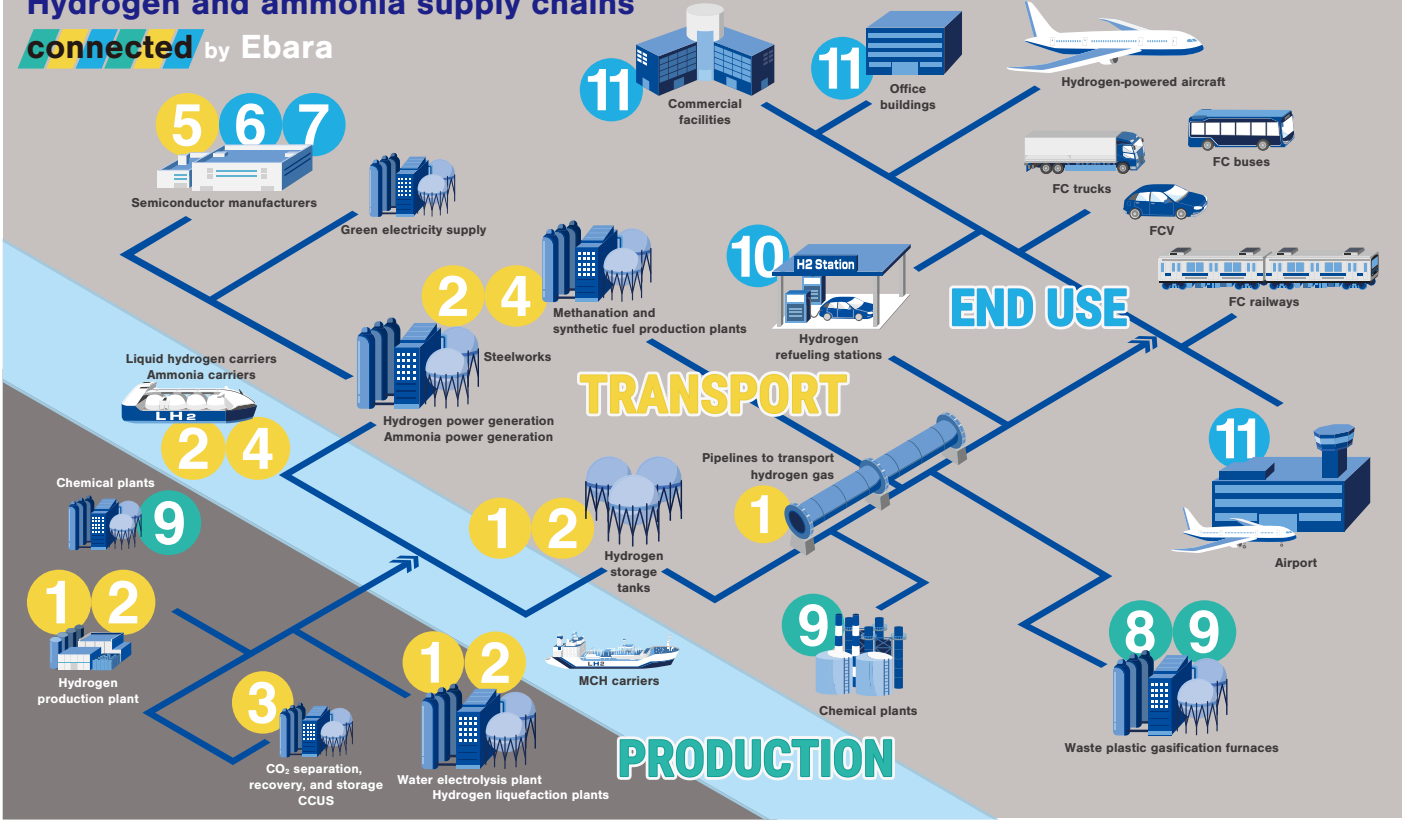 Hydrogen and ammonia supply chains
connected by Ebara
11
Commercial
facilities
11
Office
buildings
Hydrogen-powered aircraft
FC buses
FC trucks
FCV
FC railways
5 6 7
Semiconductor manufacturers
Green electricity supply
2 4
Methanation and
synthetic fuel production plants
10
H2 Station
Hydrogen
refueling stations
END USE
Steelworks
TRANSPORT
Hydrogen power generation
Ammonia power generation
Liquid hydrogen carriers
Ammonia carriers
LH2
2 4
11
Airport
Chemical plants
9
Pipelines to transport
hydrogen gas
1
1 2
Hydrogen
storage
tanks
1 2
Hydrogen
production plant
3
CO₂ separation,
recovery, and storage
CCUS
1 2
Water electrolysis plant
Hydrogen liquefaction plants
LH2
MCH carriers
9
Chemical plants
8 9
Waste plastic gasification furnaces
PRODUCTION